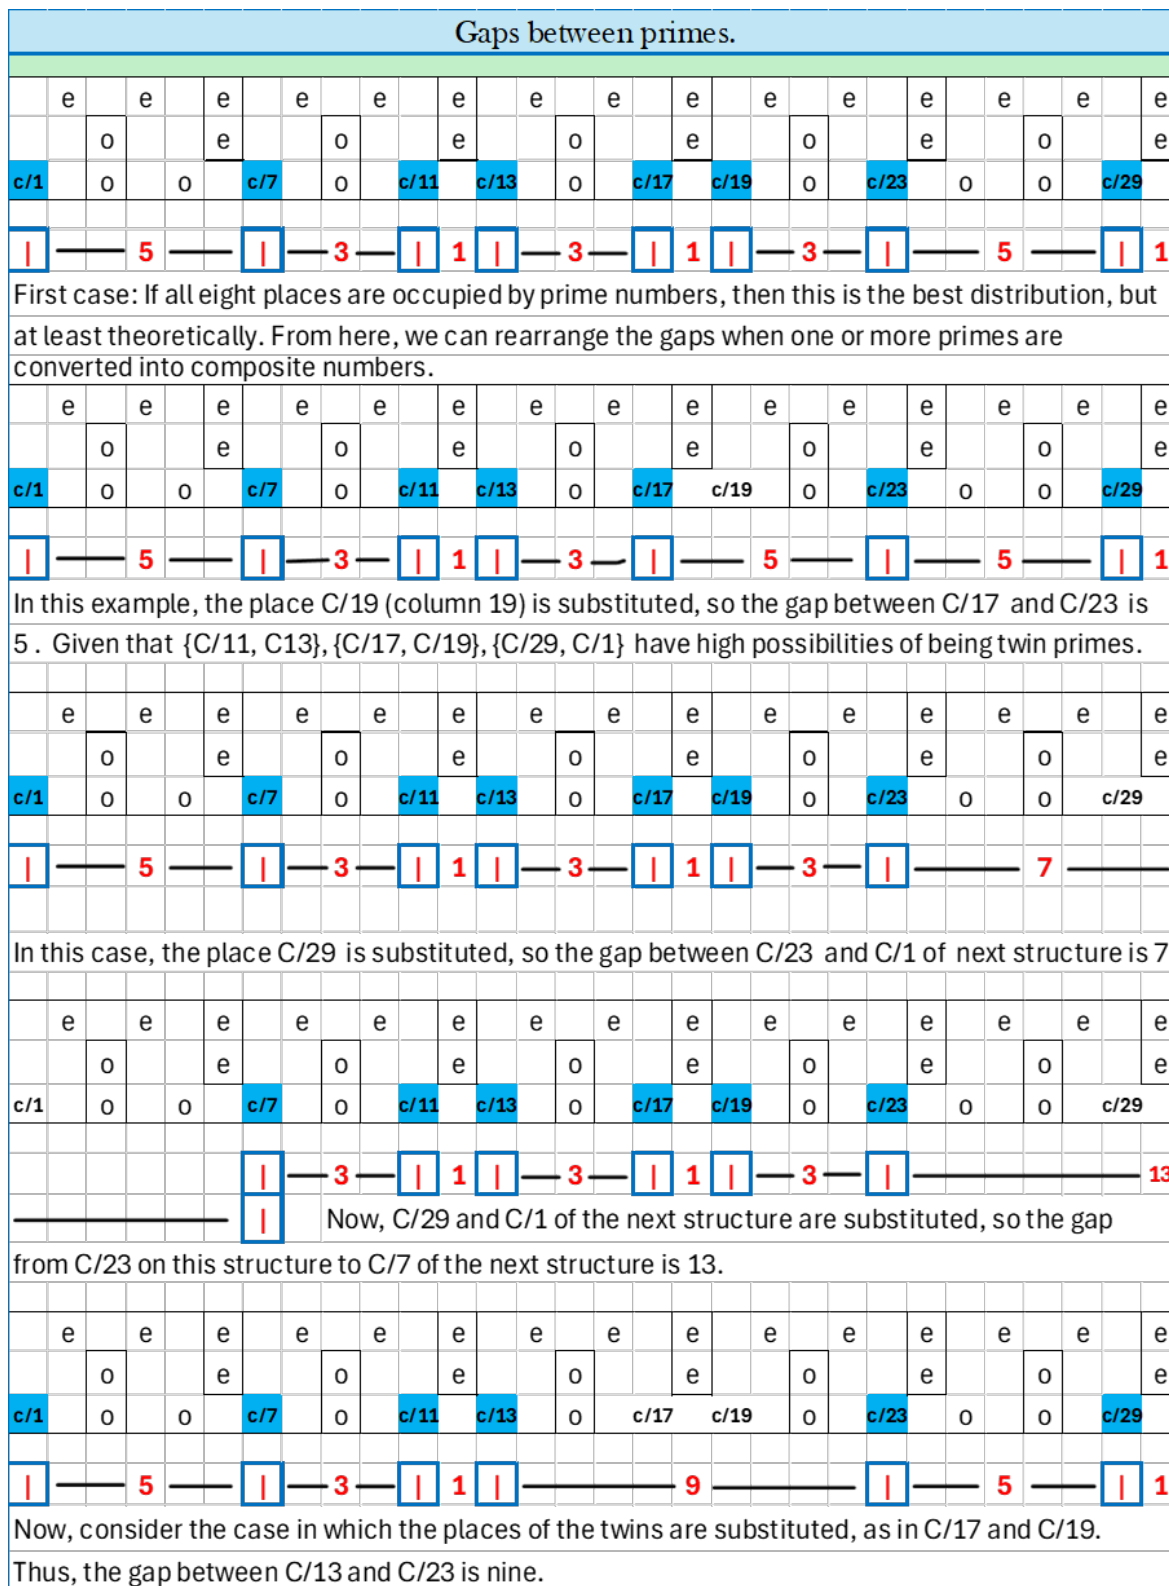 Gaps between primes.
e e e e e e e e e e e e e e e
o e o e o e o e o e
c/1 o o c/7 o c/11 c/13 o c/17 c/19 o c/23 o o c/29
| 5 | 3 | 1 | 3 | 1 | 3 | 5 | 1
First case: If all eight places are occupied by prime numbers, then this is the best distribution, but
at least theoretically. From here, we can rearrange the gaps when one or more primes are
converted into composite numbers.
e e e e e e e e e e e e e e e
o e o e o e o e o e
c/1 o o c/7 o c/11 c/13 o c/17 c/19 o c/23 o o c/29
| 5 | 3 | 1 | 3 | 5 | 5 | 1
In this example, the place C/19 (column 19) is substituted, so the gap between C/17 and C/23 is
5 . Given that {C/11, C13}, {C/17, C/19}, {C/29, C/1} have high possibilities of being twin primes.
e e e e e e e e e e e e e e e
o e o e o e o e o e
c/1 o o c/7 o c/11 c/13 o c/17 c/19 o c/23 o o c/29
| 5 | 3 | 1 | 3 | 1 | 3 | 7
In this case, the place C/29 is substituted, so the gap between C/23 and C/1 of next structure is 7
e e e e e e e e e e e e e e e
o e o e o e o e o e
c/1 o o c/7 o c/11 c/13 o c/17 c/19 o c/23 o o c/29
| 3 | 1 | 3 | 1 | 3 | 13
| Now, C/29 and C/1 of the next structure are substituted, so the gap
from C/23 on this structure to C/7 of the next structure is 13.
e e e e e e e e e e e e e e e
o e o e o e o e o e
c/1 o o c/7 o c/11 c/13 o c/17 c/19 o c/23 o o c/29
| 5 | 3 | 1 | 9 | 5 | 1
Now, consider the case in which the places of the twins are substituted, as in C/17 and C/19.
Thus, the gap between C/13 and C/23 is nine.